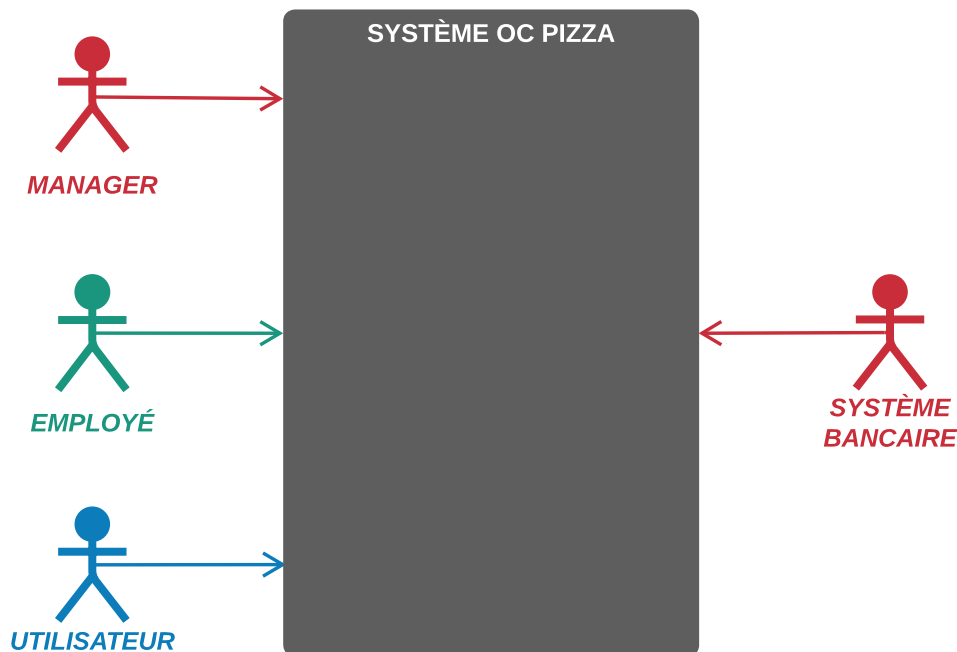 SYSTÈME OC PIZZA
MANAGER
EMPLOYÉ
SYSTÈME
BANCAIRE
UTILISATEUR